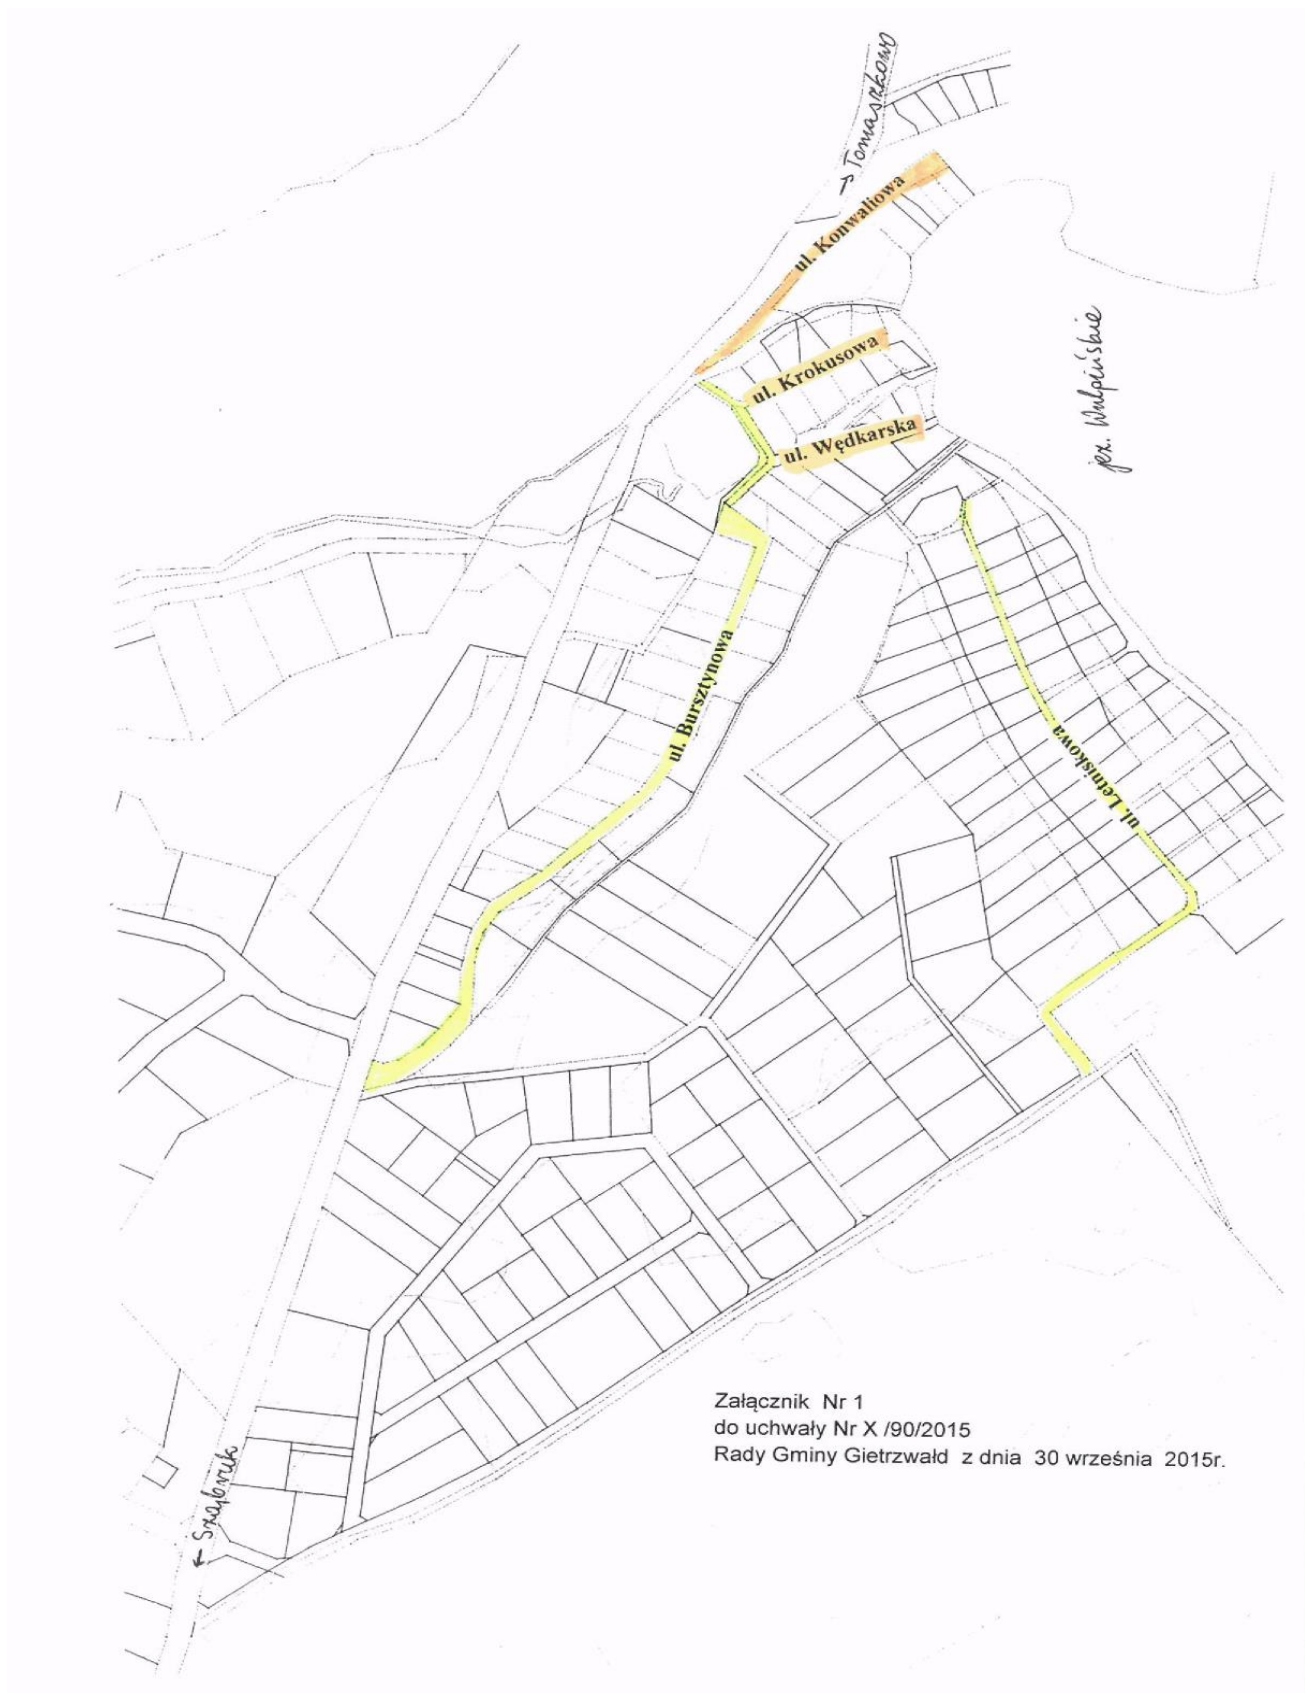 → Tomaszkowo
ul. Konwaliowa
ul. Krokusowa
jez. Wulpińskie
ul. Wędkarska
ul. Bursztynowa
ul. Letniskowa
Załącznik Nr 1
do uchwały Nr X /90/2015
Rady Gminy Gietrzwałd z dnia 30 września 2015r.
← Sząbruk